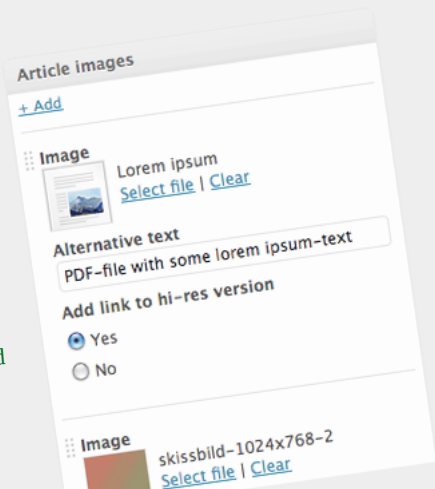 Article images
+ Add
Image
Lorem ipsum
Select file | Clear
Alternative text
PDF-file with some lorem ipsum-text
Add link to hi-res version
Yes
No
d
Image
skissbild-1024x768-2
Select file | Clear